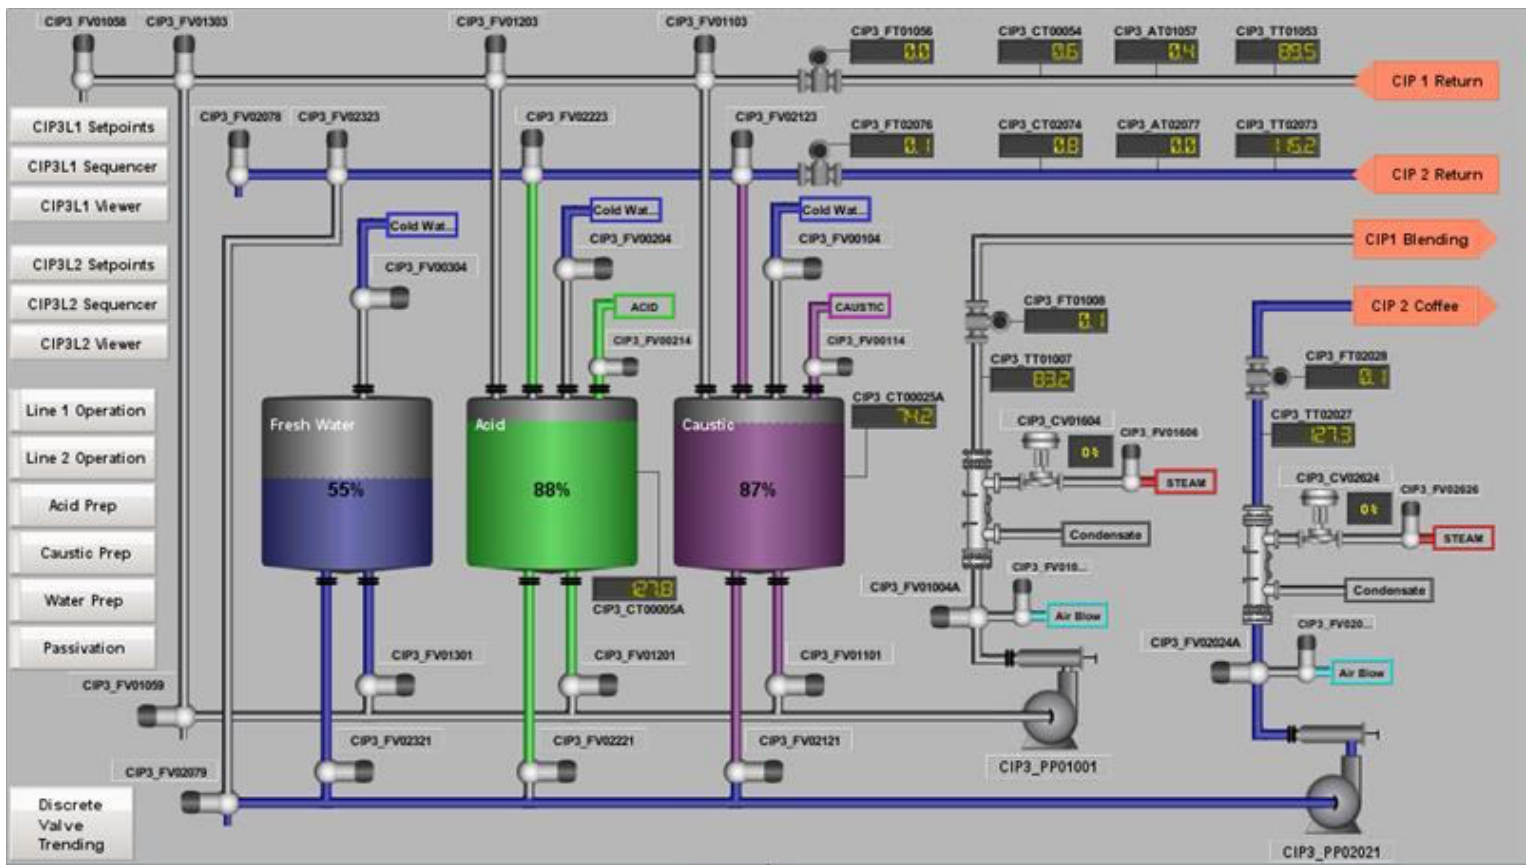 CIP3_FV01058
CIP3_FV01303
CIP3_FV01203
CIP3_FV01103
CIP3_FT01056
CIP3_CT00054
CIP3_AT01057
CIP3_TT01053
0.0
0.6
0.4
89.5
CIP 1 Return
CIP3L1 Setpoints
CIP3_FV02078
CIP3_FV02323
CIP3_FV02223
CIP3_FV02123
CIP3_FT02076
CIP3_CT02074
CIP3_AT02077
CIP3_TT02073
0.1
0.8
0.0
115.2
CIP3L1 Sequencer
CIP 2 Return
CIP3L1 Viewer
Cold Wat...
Cold Wat...
Cold Wat...
CIP3_FV00204
CIP3_FV00104
CIP1 Blending
CIP3L2 Setpoints
CIP3_FV00304
CIP3L2 Sequencer
ACID
CAUSTIC
CIP3_FT01008
0.1
CIP 2 Coffee
CIP3L2 Viewer
CIP3_FV00214
CIP3_FV00114
CIP3_TT01007
83.2
CIP3_FT02028
0.1
CIP3_CT00025A
74.2
Line 1 Operation
Fresh Water
Acid
Caustic
CIP3_CV01604
0%
CIP3_FV01606
CIP3_TT02027
127.3
Line 2 Operation
55%
88%
87%
STEAM
CIP3_CV02624
0%
CIP3_FV02626
Acid Prep
Condensate
STEAM
Caustic Prep
CIP3_FV010...
CIP3_FV01004A
127.8
CIP3_CT00005A
Condensate
Water Prep
Air Blow
CIP3_FV020...
CIP3_FV02024A
Passivation
CIP3_FV01301
CIP3_FV01201
CIP3_FV01101
Air Blow
CIP3_FV01059
CIP3_FV02321
CIP3_FV02221
CIP3_FV02121
CIP3_PP01001
CIP3_FV02079
Discrete
Valve
Trending
CIP3_PP02021